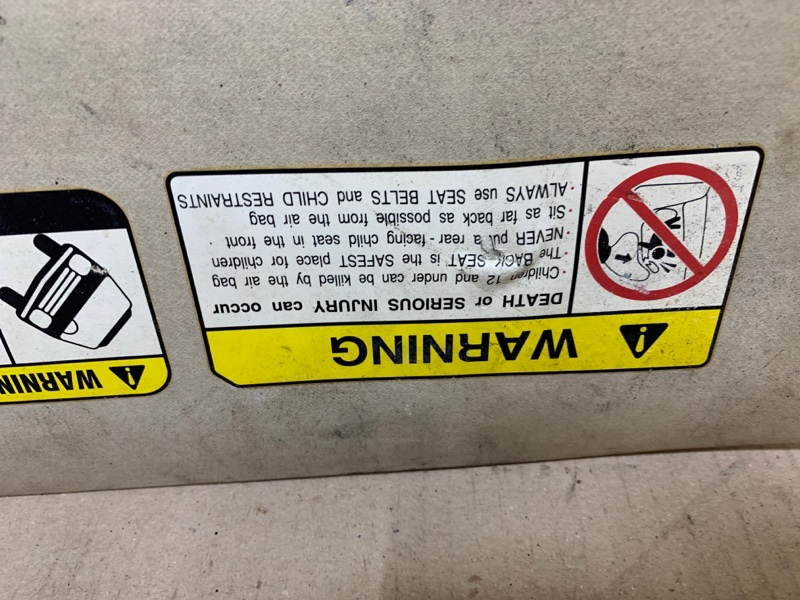 WARNING
DEATH or SERIOUS INJURY can occur
· Children 12 and under can be killed by the air bag
· The BACK SEAT is the SAFEST place for children
· NEVER put a rear - facing child seat in the front
· Sit as far back as possible from the air bag
· ALWAYS use SEAT BELTS and CHILD RESTRAINTS
WARNING